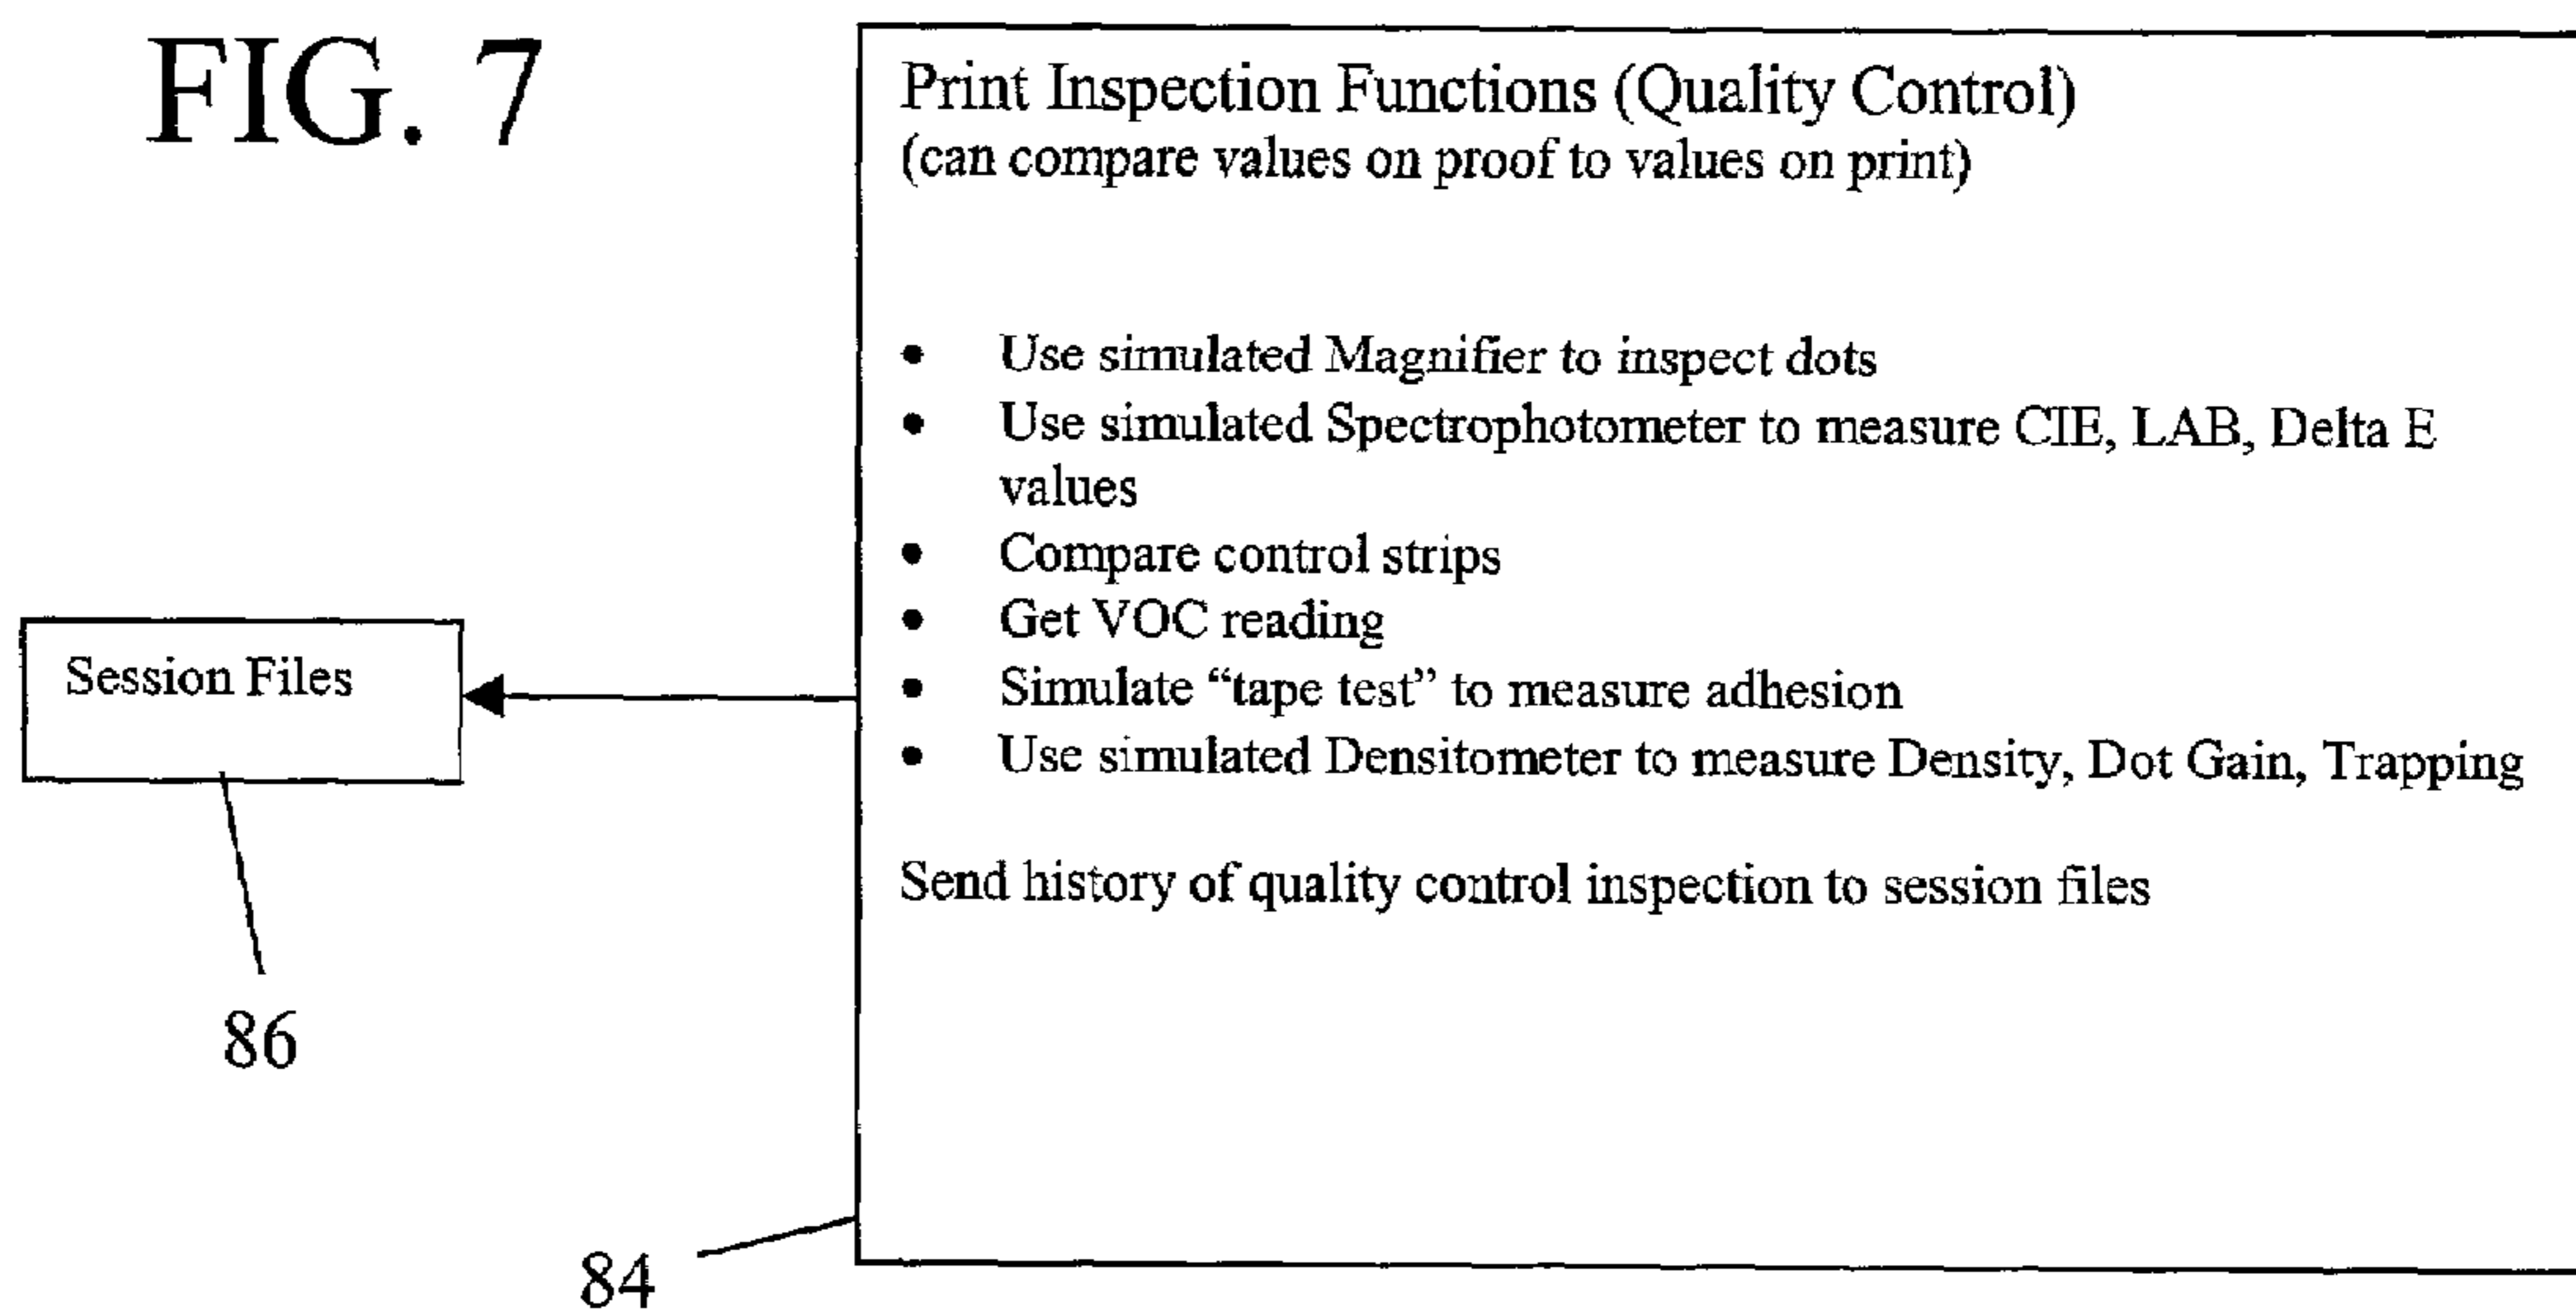 FIG. 7
Print Inspection Functions (Quality Control)
(can compare values on proof to values on print)
• Use simulated Magnifier to inspect dots
• Use simulated Spectrophotometer to measure CIE, LAB, Delta E
values
• Compare control strips
• Get VOC reading
• Simulate “tape test” to measure adhesion
• Use simulated Densitometer to measure Density, Dot Gain, Trapping
Send history of quality control inspection to session files
Session Files
86
84